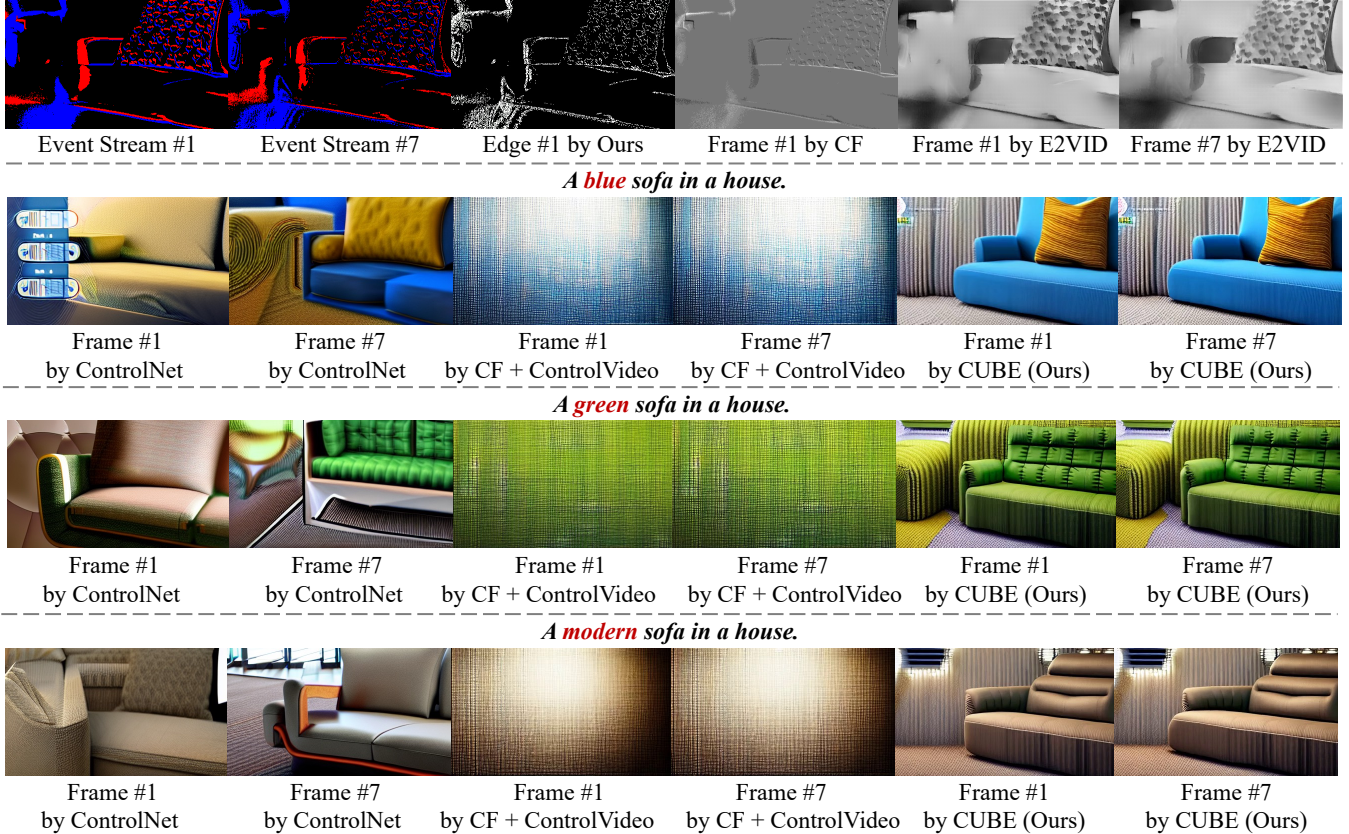 Event Stream #1
Event Stream #7
Edge #1 by Ours
Frame #1 by CF
Frame #1 by E2VID
Frame #7 by E2VID
A blue sofa in a house.
Frame #1
by ControlNet
Frame #7
by ControlNet
Frame #1
by CF + ControlVideo
Frame #7
by CF + ControlVideo
Frame #1
by CUBE (Ours)
Frame #7
by CUBE (Ours)
A green sofa in a house.
Frame #1
by ControlNet
Frame #7
by ControlNet
Frame #1
by CF + ControlVideo
Frame #7
by CF + ControlVideo
Frame #1
by CUBE (Ours)
Frame #7
by CUBE (Ours)
A modern sofa in a house.
Frame #1
by ControlNet
Frame #7
by ControlNet
Frame #1
by CF + ControlVideo
Frame #7
by CF + ControlVideo
Frame #1
by CUBE (Ours)
Frame #7
by CUBE (Ours)